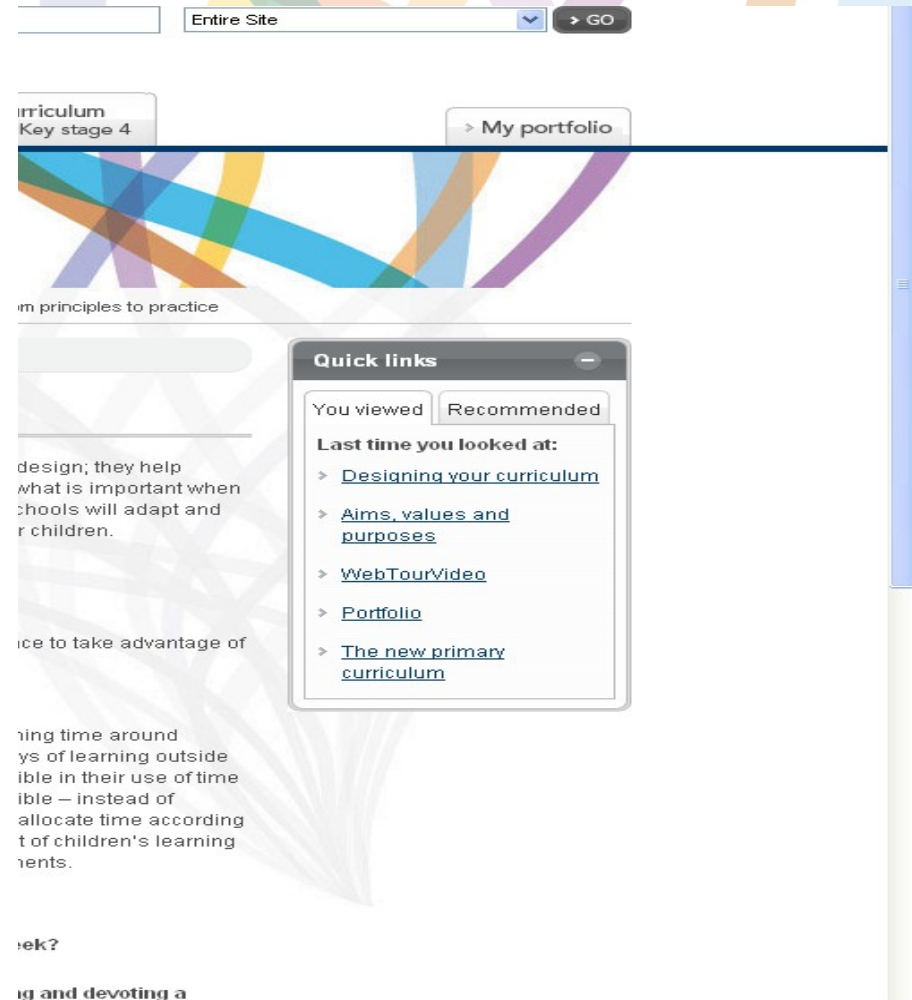 Entire Site
> GO
rriculum
Key stage 4
> My portfolio
m principles to practice
Quick links
You viewed
Recommended
Last time you looked at:
> Designing your curriculum
> Aims, values and
purposes
> WebTourVideo
> Portfolio
> The new primary
curriculum
design; they help
what is important when
chools will adapt and
r children.
ce to take advantage of
ning time around
ys of learning outside
ible in their use of time
ible – instead of
allocate time according
t of children's learning
nents.
eek?
ng and devoting a